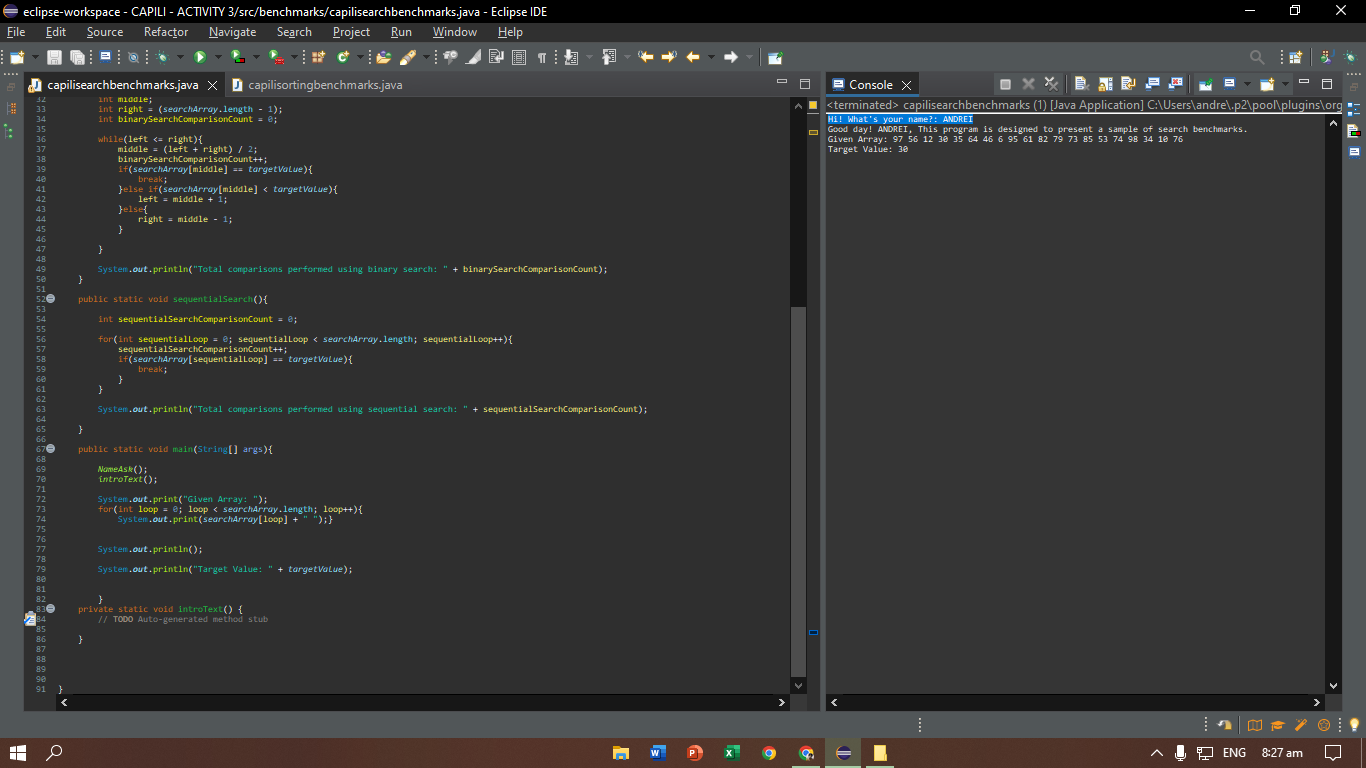 eclipse-workspace - CAPILI - ACTIVITY 3/src/benchmarks/capilisearchbenchmarks.java - Eclipse IDE
File Edit Source Refactor Navigate Search Project Run Window Help
capilisearchbenchmarks.java capilisortingbenchmarks.java
32 int middle;
33 int right = (searchArray.length - 1);
34 int binarySearchComparisonCount = 0;
35
36 while(left <= right){
37 middle = (left + right) / 2;
38 binarySearchComparisonCount++;
39 if(searchArray[middle] == targetValue){
40 break;
41 }else if(searchArray[middle] < targetValue){
42 left = middle + 1;
43 }else{
44 right = middle - 1;
45 }
46
47 }
48
49 System.out.println("Total comparisons performed using binary search: " + binarySearchComparisonCount);
50 }
51
52 public static void sequentialSearch(){
53
54 int sequentialSearchComparisonCount = 0;
55
56 for(int sequentialLoop = 0; sequentialLoop < searchArray.length; sequentialLoop++){
57 sequentialSearchComparisonCount++;
58 if(searchArray[sequentialLoop] == targetValue){
59 break;
60 }
61 }
62
63 System.out.println("Total comparisons performed using sequential search: " + sequentialSearchComparisonCount);
64
65 }
66
67 public static void main(String[] args){
68
69 NameAsk();
70 introText();
71
72 System.out.print("Given Array: ");
73 for(int loop = 0; loop < searchArray.length; loop++){
74 System.out.print(searchArray[loop] + " ");}
75
76
77 System.out.println();
78
79 System.out.println("Target Value: " + targetValue);
80
81
82 }
83 private static void introText() {
84 // TODO Auto-generated method stub
85
86 }
87
88
89
90
91 }
Console
<terminated> capilisearchbenchmarks (1) [Java Application] C:\Users\andre\.p2\pool\plugins\org
Hi! What's your name?: ANDREI
Good day! ANDREI, This program is designed to present a sample of search benchmarks.
Given Array: 97 56 12 30 35 64 46 6 95 61 82 79 73 85 53 74 98 34 10 76
Target Value: 30
ENG 8:27 am